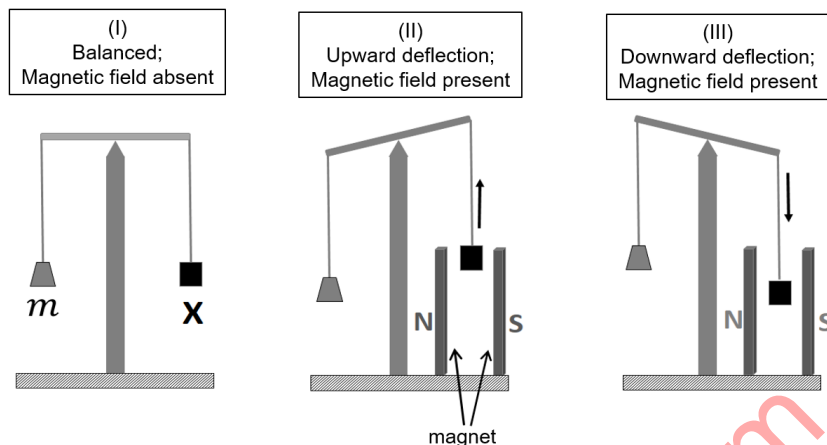 (I)
Balanced;
Magnetic field absent
(II)
Upward deflection;
Magnetic field present
(III)
Downward deflection;
Magnetic field present
m
X
N
S
N
S
magnet
m